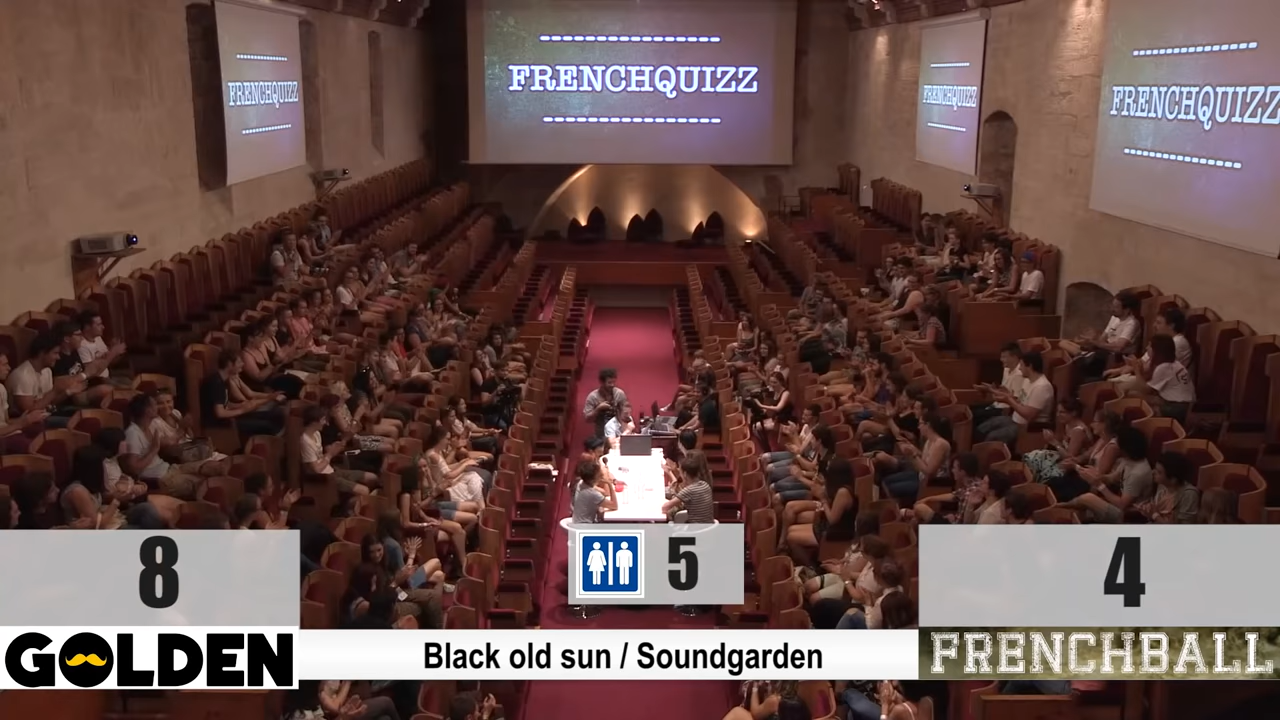 FRENCHQUIZZ
FRENCHQUIZZ
FRENCHQUIZZ
FRENCHQUIZZ
8
5
4
GOLDEN
Black old sun / Soundgarden
FRENCHBALL